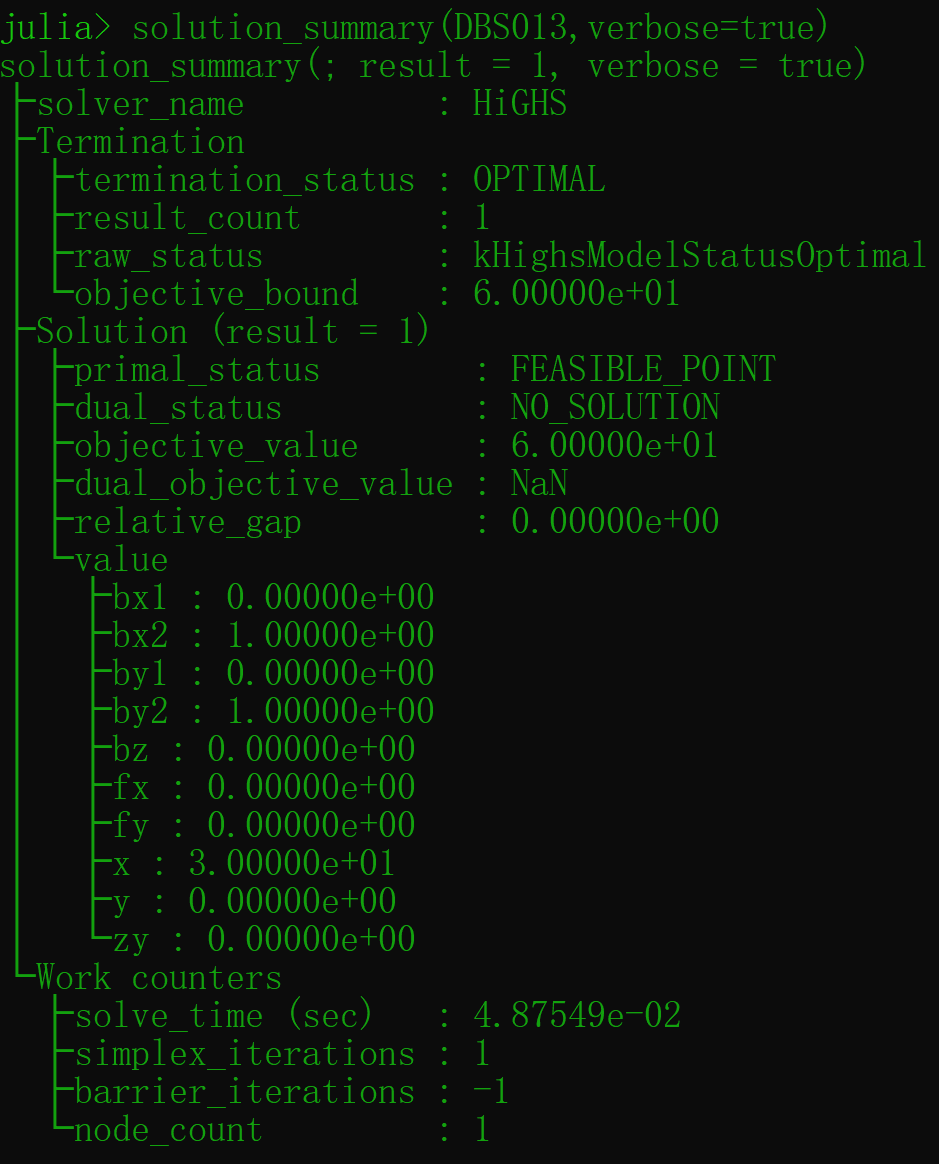 julia> solution_summary(DBS013,verbose=true)
solution_summary(; result = 1, verbose = true)
├─solver_name          : HiGHS
├─Termination
│ ├─termination_status : OPTIMAL
│ ├─result_count       : 1
│ ├─raw_status         : kHighsModelStatusOptimal
│ └─objective_bound    : 6.00000e+01
├─Solution (result = 1)
│ ├─primal_status        : FEASIBLE_POINT
│ ├─dual_status          : NO_SOLUTION
│ ├─objective_value      : 6.00000e+01
│ ├─dual_objective_value : NaN
│ ├─relative_gap         : 0.00000e+00
│ └─value
│   ├─bx1 : 0.00000e+00
│   ├─bx2 : 1.00000e+00
│   ├─by1 : 0.00000e+00
│   ├─by2 : 1.00000e+00
│   ├─bz : 0.00000e+00
│   ├─fx : 0.00000e+00
│   ├─fy : 0.00000e+00
│   ├─x : 3.00000e+01
│   ├─y : 0.00000e+00
│   └─zy : 0.00000e+00
└─Work counters
  ├─solve_time (sec)   : 4.87549e-02
  ├─simplex_iterations : 1
  ├─barrier_iterations : -1
  └─node_count         : 1